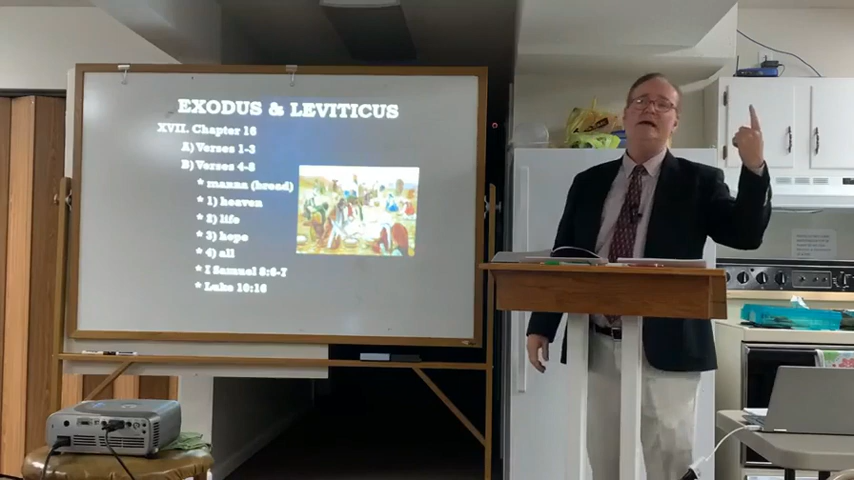 EXODUS & LEVITICUS
XVII. Chapter 16
A) Verses 1-3
B) Verses 4-8
* manna (bread)
* 1) heaven
* 2) life
* 3) hope
* 4) all
* I Samuel 8:6-7
* Luke 10:16